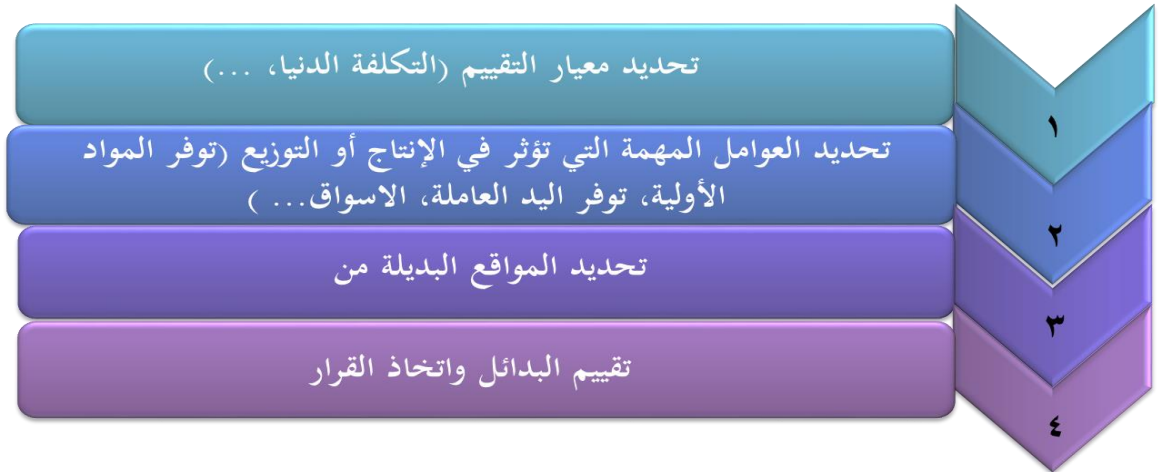 تحديد معيار التقييم (التكلفة الدنيا، ...)
١
تحديد العوامل المهمة التي تؤثر في الإنتاج أو التوزيع (توفر المواد
الأولية، توفر اليد العاملة، الاسواق... )
٢
تحديد المواقع البديلة من
٣
تقييم البدائل واتخاذ القرار
٤